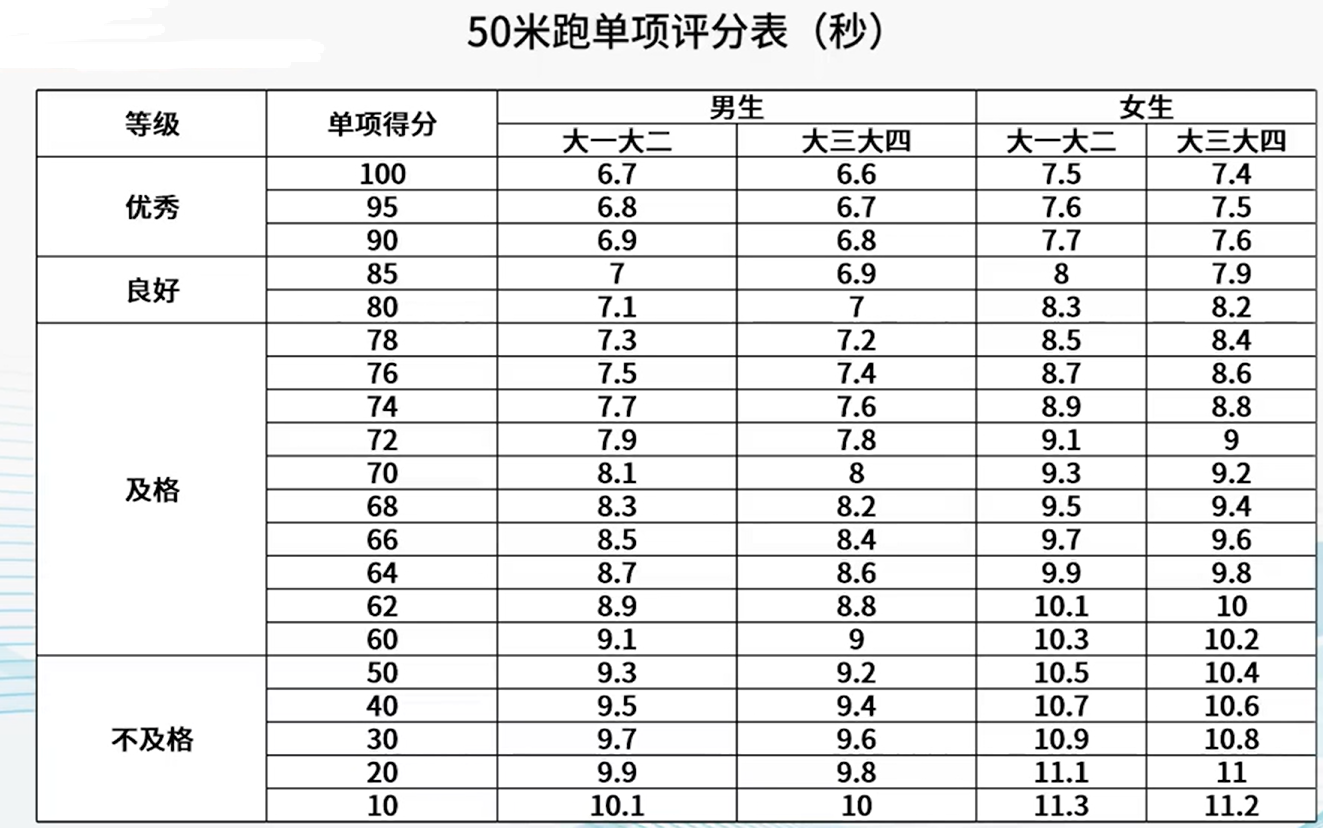 50米跑单项评分表（秒）
等级 单项得分 男生 女生
大一大二 大三大四 大一大二 大三大四
优秀 100 6.7 6.6 7.5 7.4
95 6.8 6.7 7.6 7.5
90 6.9 6.8 7.7 7.6
良好 85 7 6.9 8 7.9
80 7.1 7 8.3 8.2
及格 78 7.3 7.2 8.5 8.4
76 7.5 7.4 8.7 8.6
74 7.7 7.6 8.9 8.8
72 7.9 7.8 9.1 9
70 8.1 8 9.3 9.2
68 8.3 8.2 9.5 9.4
66 8.5 8.4 9.7 9.6
64 8.7 8.6 9.9 9.8
62 8.9 8.8 10.1 10
60 9.1 9 10.3 10.2
不及格 50 9.3 9.2 10.5 10.4
40 9.5 9.4 10.7 10.6
30 9.7 9.6 10.9 10.8
20 9.9 9.8 11.1 11
10 10.1 10 11.3 11.2